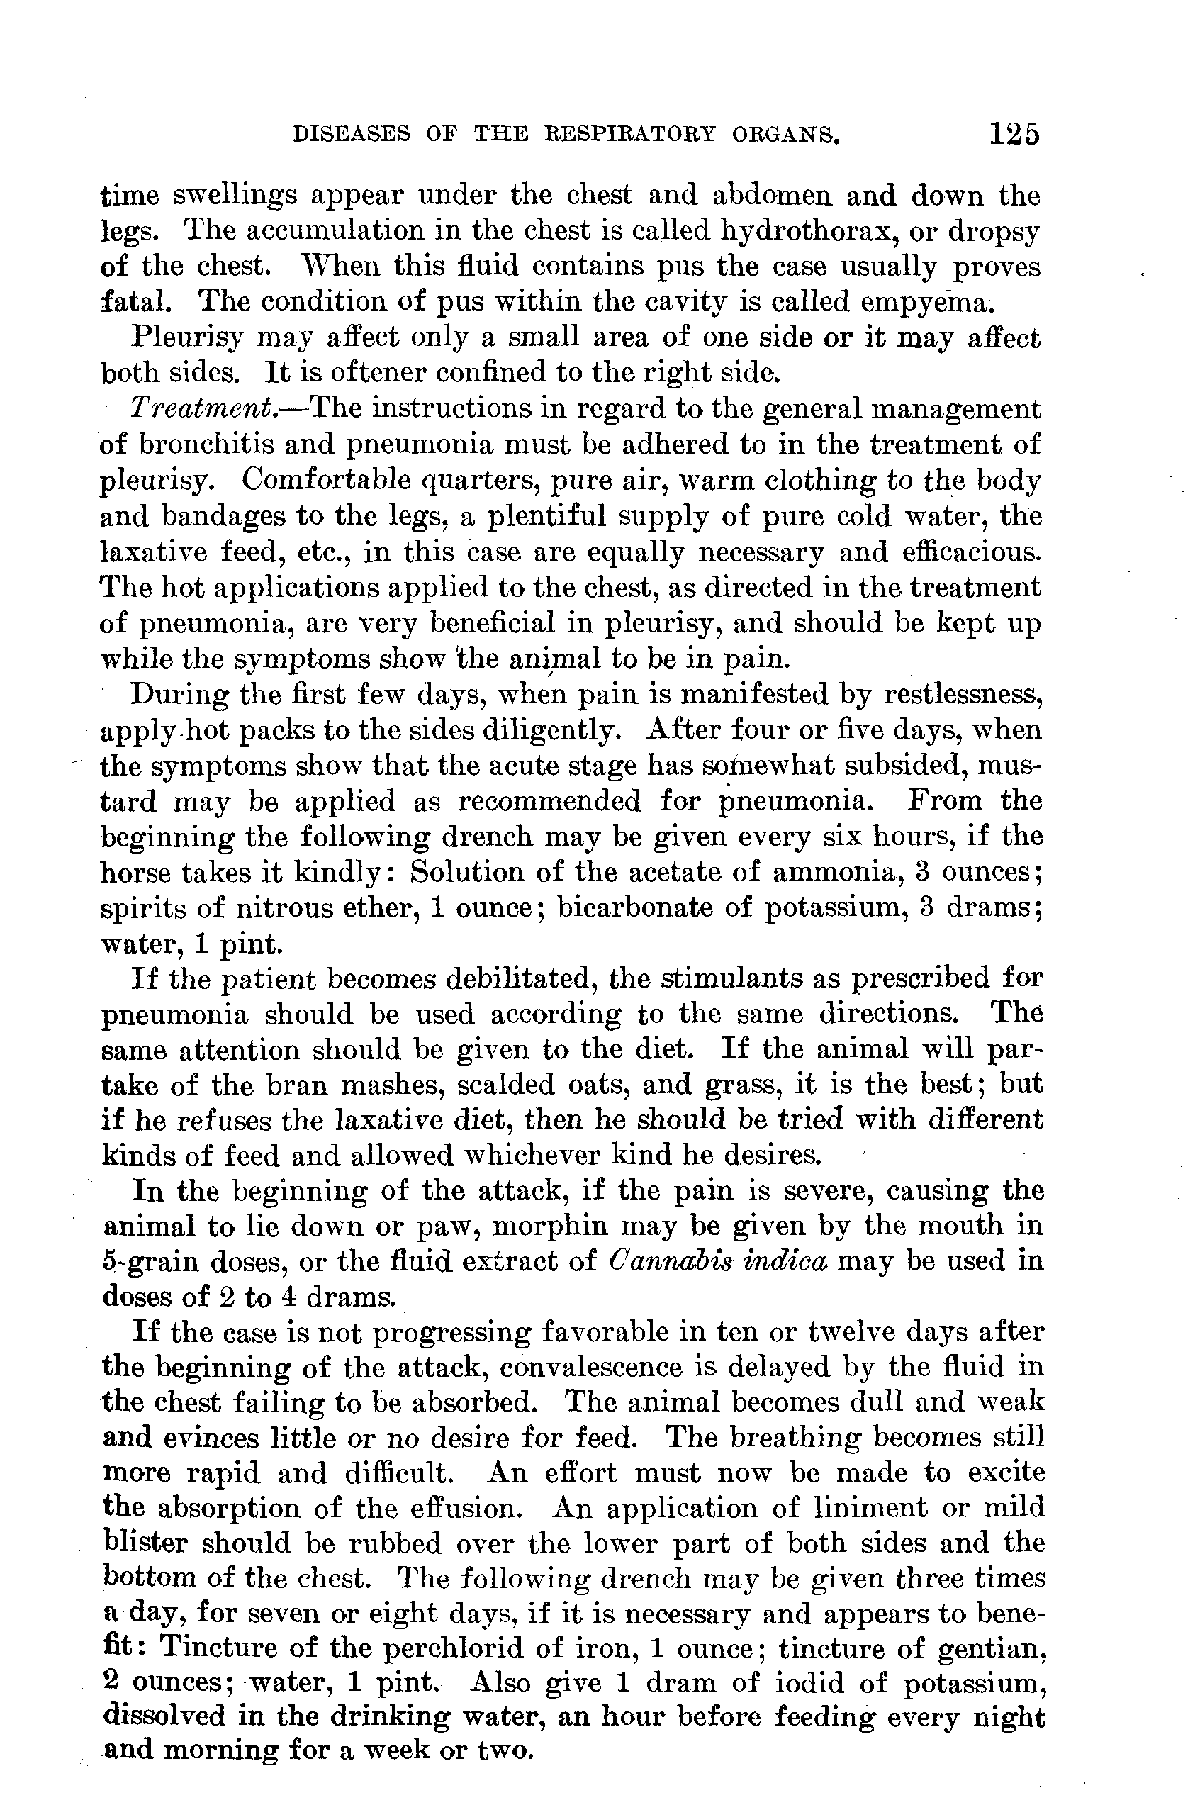 DISEASES OF THE RESPIRATORY ORGANS. 125
time swellings appear under the chest and abdomen and down the
legs. The accumulation in the chest is called hydrothorax, or dropsy
of the chest. When this fluid contains pus the case usually proves
fatal. The condition of pus within the cavity is called empyema.
Pleurisy may affect only a small area of one side or it may affect
both sides. It is oftener confined to the right side.
Treatment.—The instructions in regard to the general management
of bronchitis and pneumonia must be adhered to in the treatment of
pleurisy. Comfortable quarters, pure air, warm clothing to the body
and bandages to the legs, a plentiful supply of pure cold water, the
laxative feed, etc., in this case are equally necessary and efficacious.
The hot applications applied to the chest, as directed in the treatment
of pneumonia, are very beneficial in pleurisy, and should be kept up
while the symptoms show the animal to be in pain.
During the first few days, when pain is manifested by restlessness,
apply hot packs to the sides diligently. After four or five days, when
the symptoms show that the acute stage has somewhat subsided, mus-
tard may be applied as recommended for pneumonia. From the
beginning the following drench may be given every six hours, if the
horse takes it kindly: Solution of the acetate of ammonia, 3 ounces;
spirits of nitrous ether, 1 ounce; bicarbonate of potassium, 3 drams;
water, 1 pint.
If the patient becomes debilitated, the stimulants as prescribed for
pneumonia should be used according to the same directions. The
same attention should be given to the diet. If the animal will par-
take of the bran mashes, scalded oats, and grass, it is the best; but
if he refuses the laxative diet, then he should be tried with different
kinds of feed and allowed whichever kind he desires.
In the beginning of the attack, if the pain is severe, causing the
animal to lie down or paw, morphin may be given by the mouth in
5-grain doses, or the fluid extract of Cannabis indica may be used in
doses of 2 to 4 drams.
If the case is not progressing favorable in ten or twelve days after
the beginning of the attack, convalescence is delayed by the fluid in
the chest failing to be absorbed. The animal becomes dull and weak
and evinces little or no desire for feed. The breathing becomes still
more rapid and difficult. An effort must now be made to excite
the absorption of the effusion. An application of liniment or mild
blister should be rubbed over the lower part of both sides and the
bottom of the chest. The following drench may be given three times
a day, for seven or eight days, if it is necessary and appears to bene-
fit: Tincture of the perchlorid of iron, 1 ounce; tincture of gentian,
2 ounces; water, 1 pint. Also give 1 dram of iodid of potassium,
dissolved in the drinking water, an hour before feeding every night
and morning for a week or two.